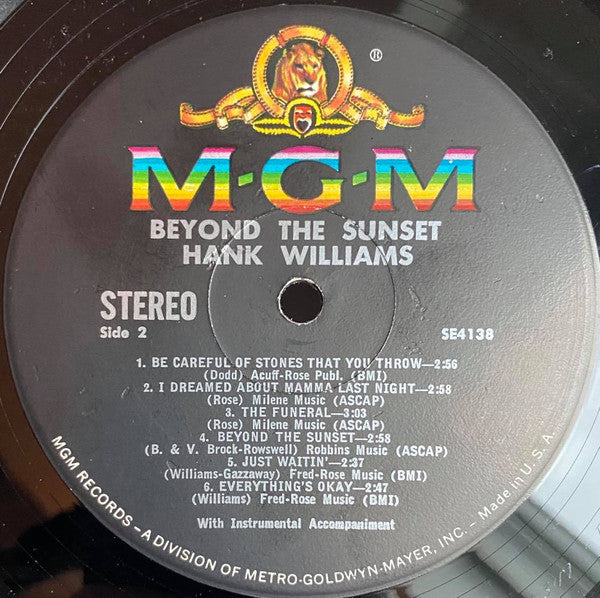 ®
M·G·M
BEYOND THE SUNSET
HANK WILLIAMS
STEREO
Side 2
SE4138
1. BE CAREFUL OF STONES THAT YOU THROW—2:56
(Dodd) Acuff-Rose Publ. (BMI)
2. I DREAMED ABOUT MAMMA LAST NIGHT—2:58
(Rose) Milene Music (ASCAP)
3. THE FUNERAL—3:03
(Rose) Milene Music (ASCAP)
4. BEYOND THE SUNSET—2:58
(B. & V. Brock-Rowswell) Robbins Music (ASCAP)
5. JUST WAITIN'—2:37
(Williams-Gazzaway) Fred-Rose Music (BMI)
6. EVERYTHING'S OKAY—2:47
(Williams) Fred-Rose Music (BMI)
With Instrumental Accompaniment
MGM RECORDS – A DIVISION OF METRO-GOLDWYN-MAYER, INC. – Made in U.S.A.